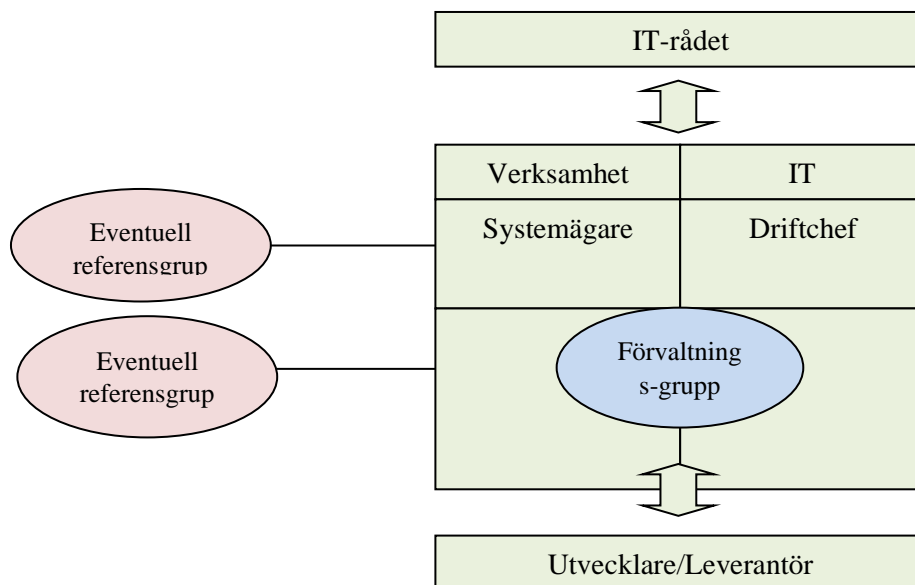 IT-rådet
Verksamhet
IT
Systemägare
Driftchef
Eventuell
referensgrup
Eventuell
referensgrup
Förvaltning
s-grupp
Utvecklare/Leverantör